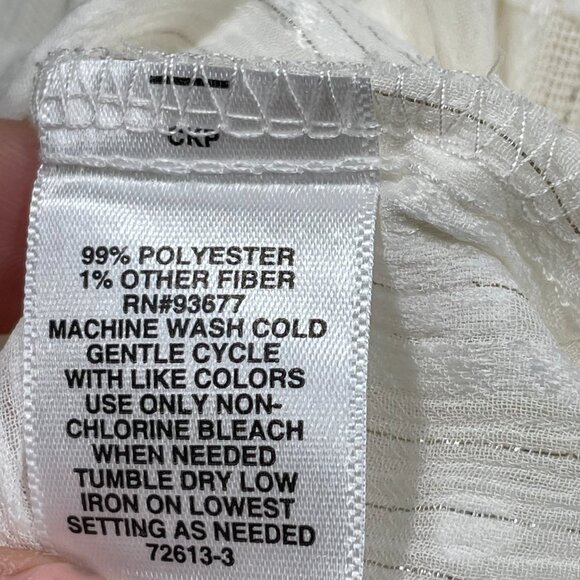 CKP
99% POLYESTER
1% OTHER FIBER
RN#93677
MACHINE WASH COLD
GENTLE CYCLE
WITH LIKE COLORS
USE ONLY NON-
CHLORINE BLEACH
WHEN NEEDED
TUMBLE DRY LOW
IRON ON LOWEST
SETTING AS NEEDED
72613-3